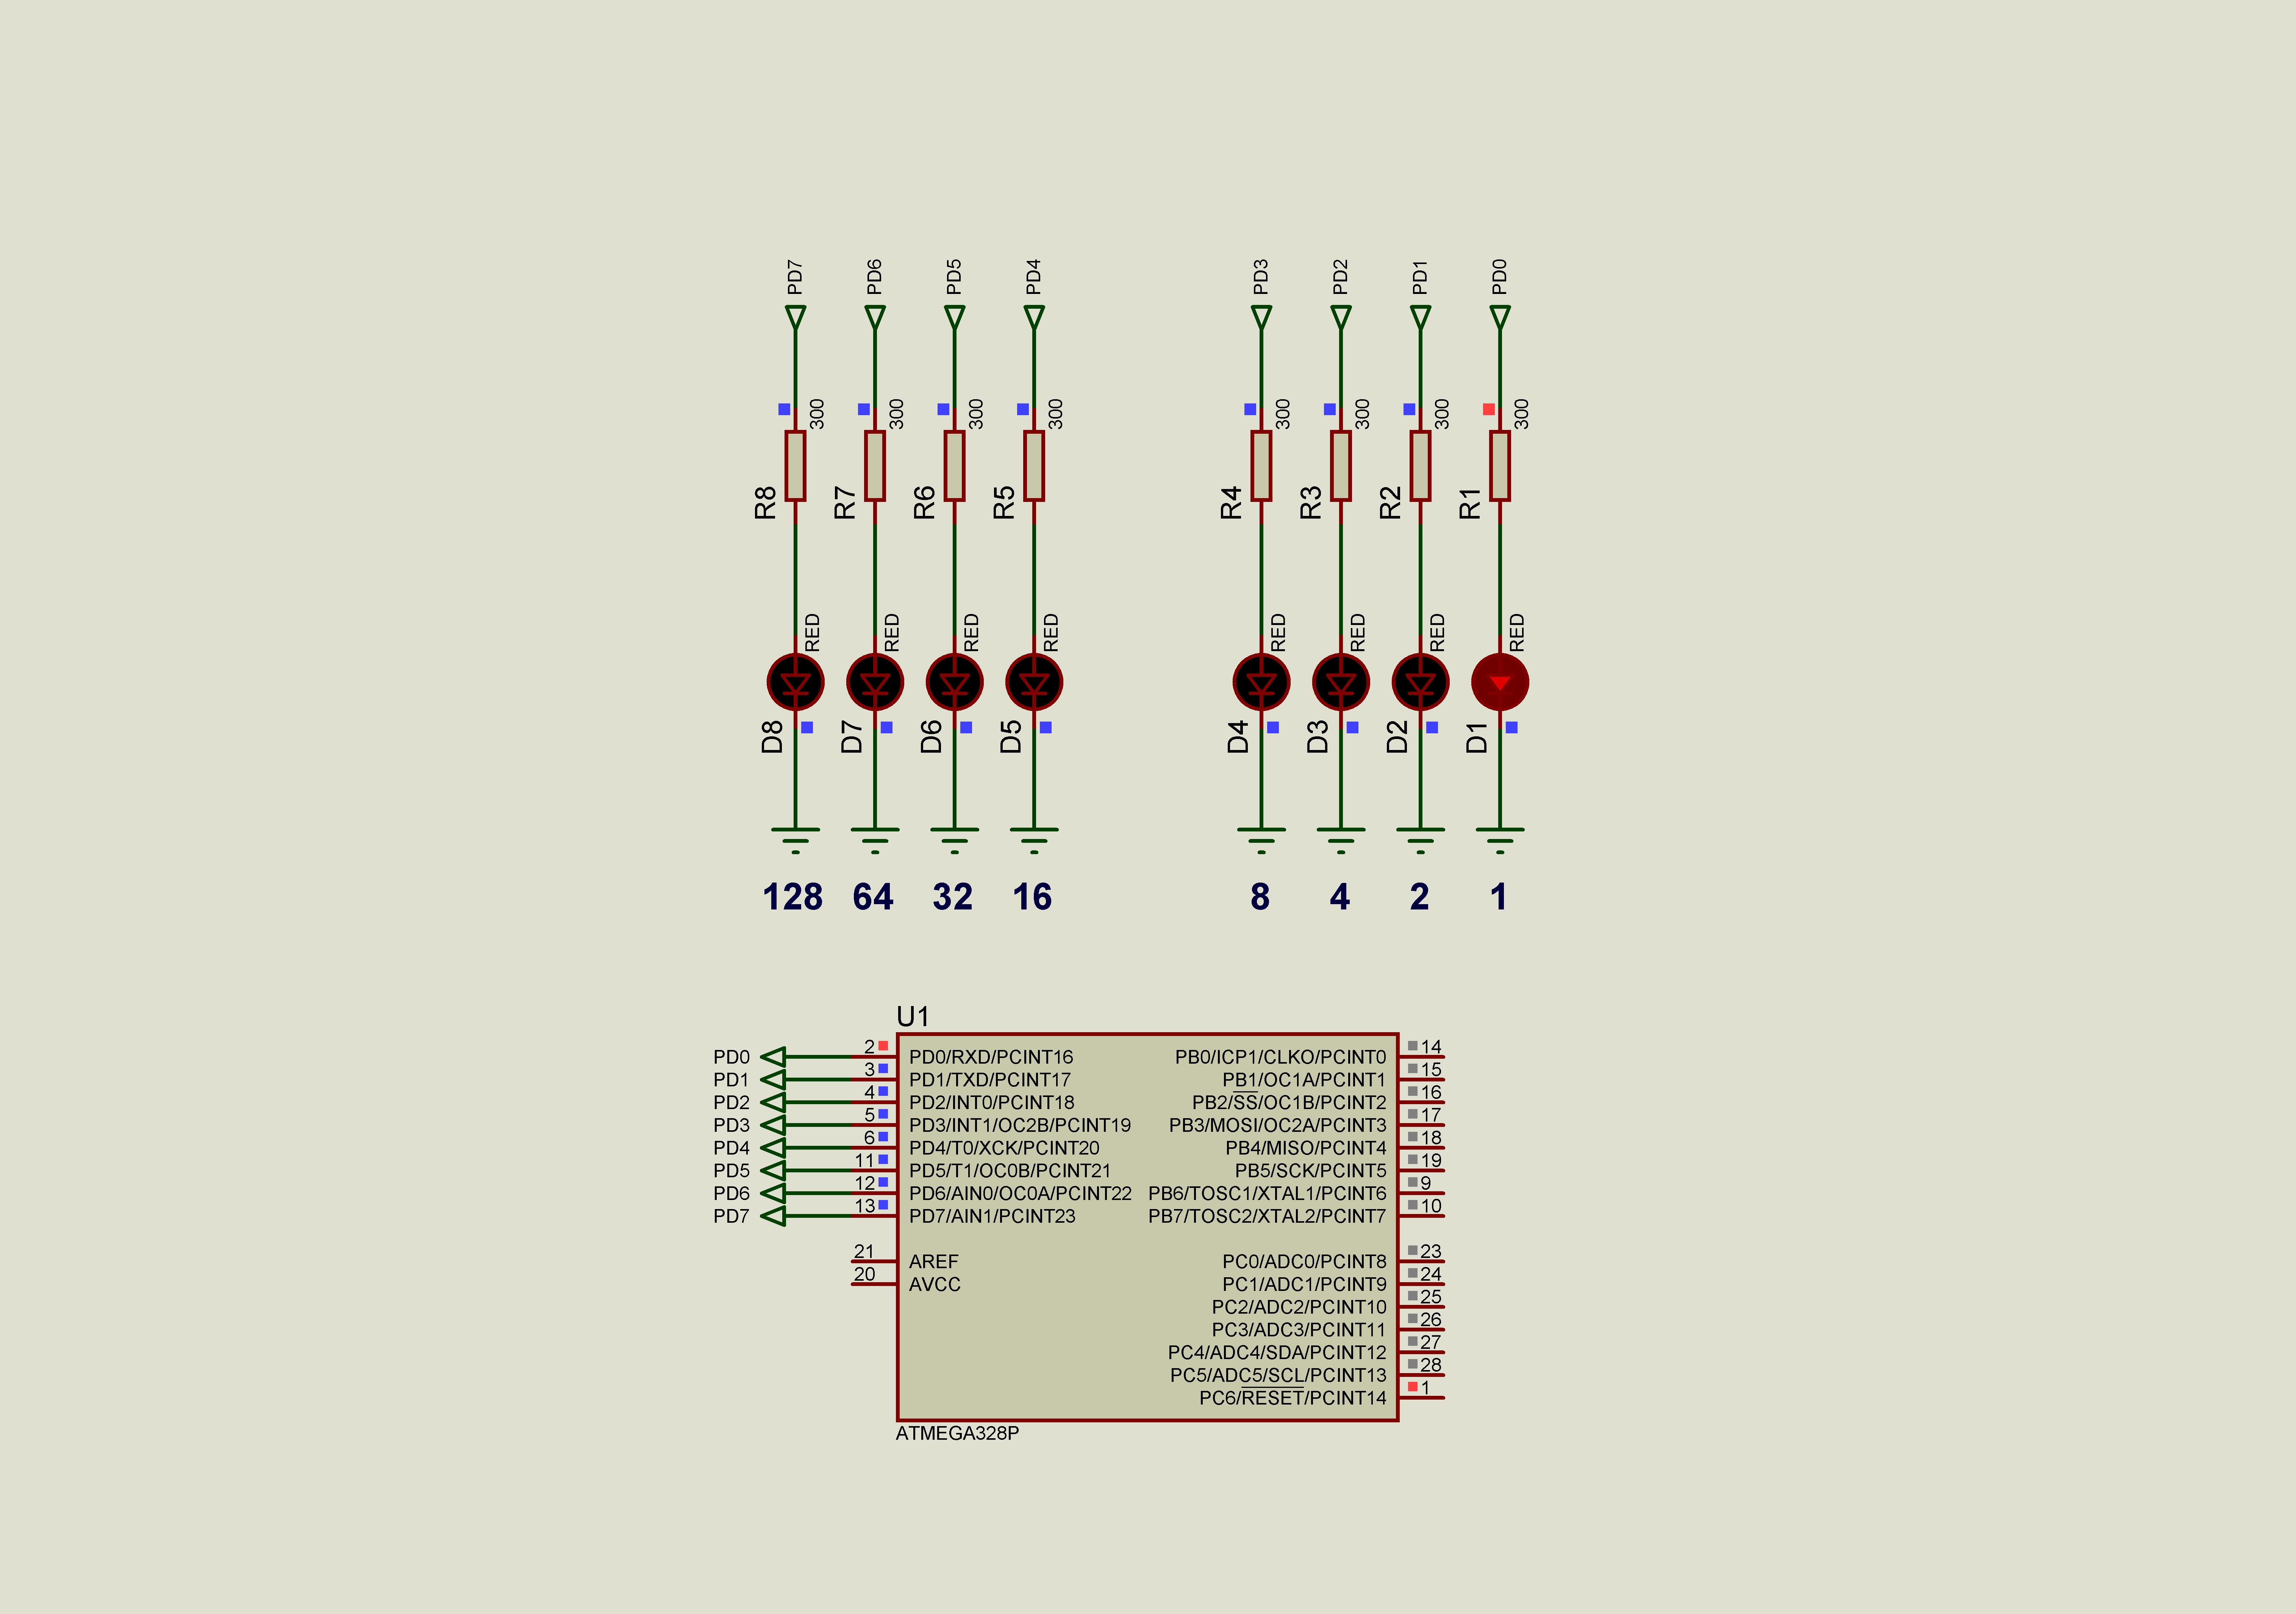 PD7 PD6 PD5 PD4 PD3 PD2 PD1 PD0
300 300 300 300 300 300 300 300
R8 R7 R6 R5 R4 R3 R2 R1
RED RED RED RED RED RED RED RED
D8 D7 D6 D5 D4 D3 D2 D1
128 64 32 16 8 4 2 1
U1
PD0 2 PD0/RXD/PCINT16 PB0/ICP1/CLKO/PCINT0 14
PD1 3 PD1/TXD/PCINT17 PB1/OC1A/PCINT1 15
PD2 4 PD2/INT0/PCINT18 PB2/SS/OC1B/PCINT2 16
PD3 5 PD3/INT1/OC2B/PCINT19 PB3/MOSI/OC2A/PCINT3 17
PD4 6 PD4/T0/XCK/PCINT20 PB4/MISO/PCINT4 18
PD5 11 PD5/T1/OC0B/PCINT21 PB5/SCK/PCINT5 19
PD6 12 PD6/AIN0/OC0A/PCINT22 PB6/TOSC1/XTAL1/PCINT6 9
PD7 13 PD7/AIN1/PCINT23 PB7/TOSC2/XTAL2/PCINT7 10
21 AREF PC0/ADC0/PCINT8 23
20 AVCC PC1/ADC1/PCINT9 24
PC2/ADC2/PCINT10 25
PC3/ADC3/PCINT11 26
PC4/ADC4/SDA/PCINT12 27
PC5/ADC5/SCL/PCINT13 28
PC6/RESET/PCINT14 1
ATMEGA328P